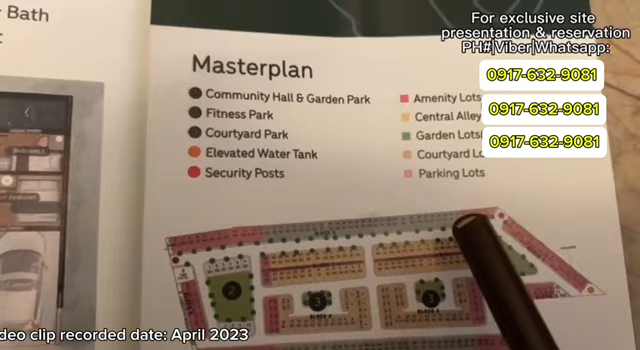 Bath
For exclusive site
presentation & reservation
PH#|Viber|Whatsapp:
0917-632-9081
0917-632-9081
0917-632-9081
Masterplan
Community Hall & Garden Park
Fitness Park
Courtyard Park
Elevated Water Tank
Security Posts
Amenity Lots
Central Alley
Garden Lots
Courtyard Lo
Parking Lots
2
3
3
deo clip recorded date: April 2023